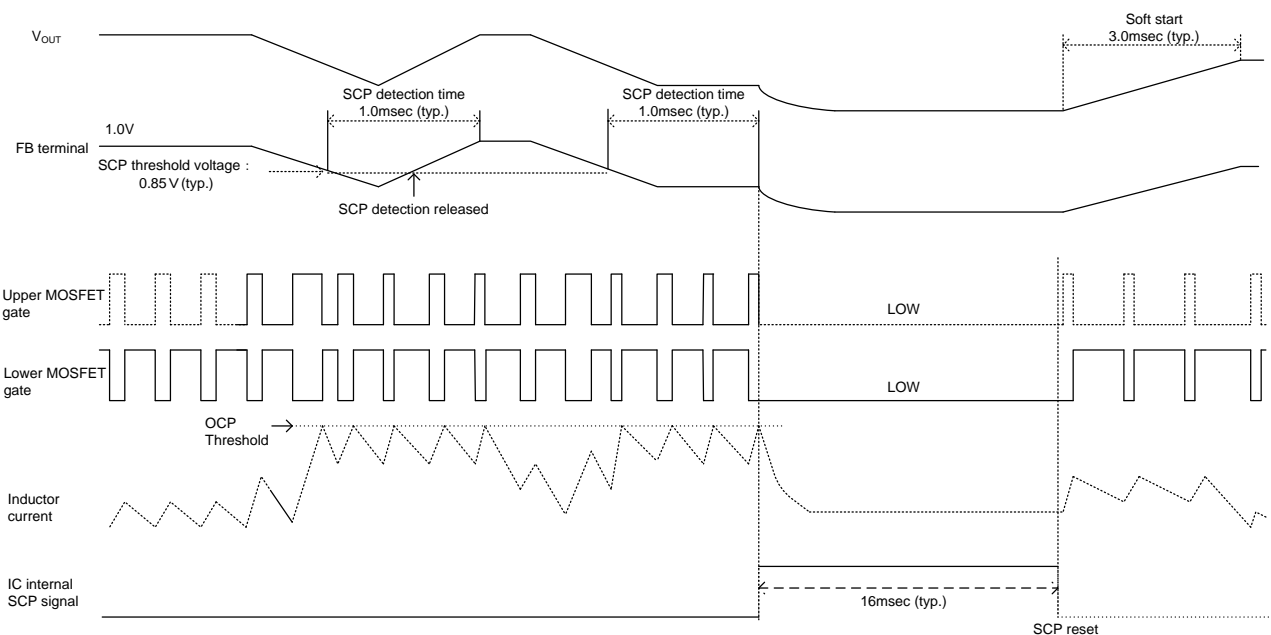 Soft start
3.0msec (typ.)
VOUT
SCP detection time
1.0msec (typ.)
SCP detection time
1.0msec (typ.)
1.0V
FB terminal
SCP threshold voltage :
0.85 V (typ.)
SCP detection released
Upper MOSFET
gate
LOW
Lower MOSFET
gate
LOW
OCP
Threshold
Inductor
current
IC internal
SCP signal
16msec (typ.)
SCP reset